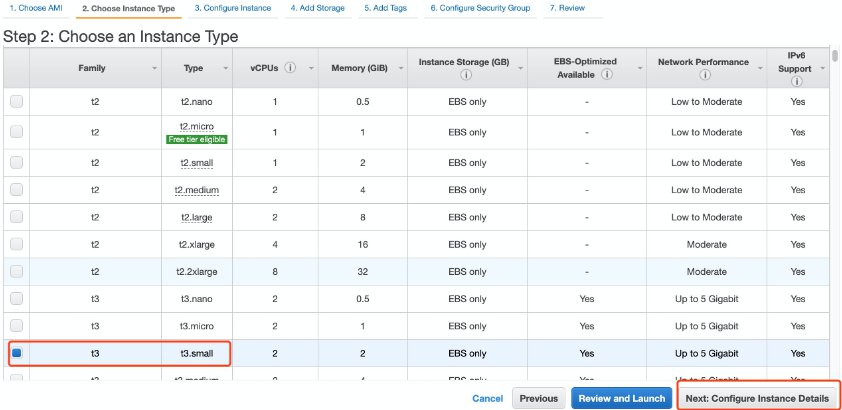 1. Choose AMI 2. Choose Instance Type 3. Configure Instance 4. Add Storage 5. Add Tags 6. Configure Security Group 7. Review
Step 2: Choose an Instance Type
Family Type vCPUs i Memory (GiB) Instance Storage (GB) i EBS-Optimized Available i Network Performance i IPv6 Support i
t2 t2.nano 1 0.5 EBS only - Low to Moderate Yes
t2 t2.micro Free tier eligible 1 1 EBS only - Low to Moderate Yes
t2 t2.small 1 2 EBS only - Low to Moderate Yes
t2 t2.medium 2 4 EBS only - Low to Moderate Yes
t2 t2.large 2 8 EBS only - Low to Moderate Yes
t2 t2.xlarge 4 16 EBS only - Moderate Yes
t2 t2.2xlarge 8 32 EBS only - Moderate Yes
t3 t3.nano 2 0.5 EBS only Yes Up to 5 Gigabit Yes
t3 t3.micro 2 1 EBS only Yes Up to 5 Gigabit Yes
t3 t3.small 2 2 EBS only Yes Up to 5 Gigabit Yes
t3 t3.medium 2 4 EBS only Yes Up to 5 Gigabit Yes
Cancel Previous Review and Launch Next: Configure Instance Details